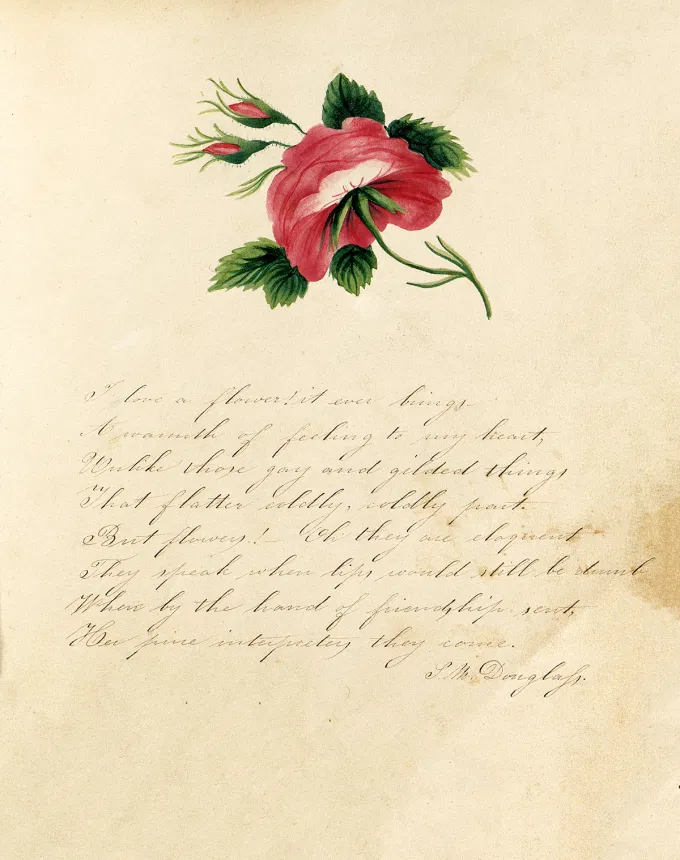 I love a flower! it ever brings
A warmth of feeling to my heart,
Unlike those gay and gilded things
That flatter coldly, coldly part.
But flowers!— Oh they are eloquent
They speak when lips would still be dumb
When by the hand of friendship sent,
Her pure interpreters they come.
S. M. Douglass.